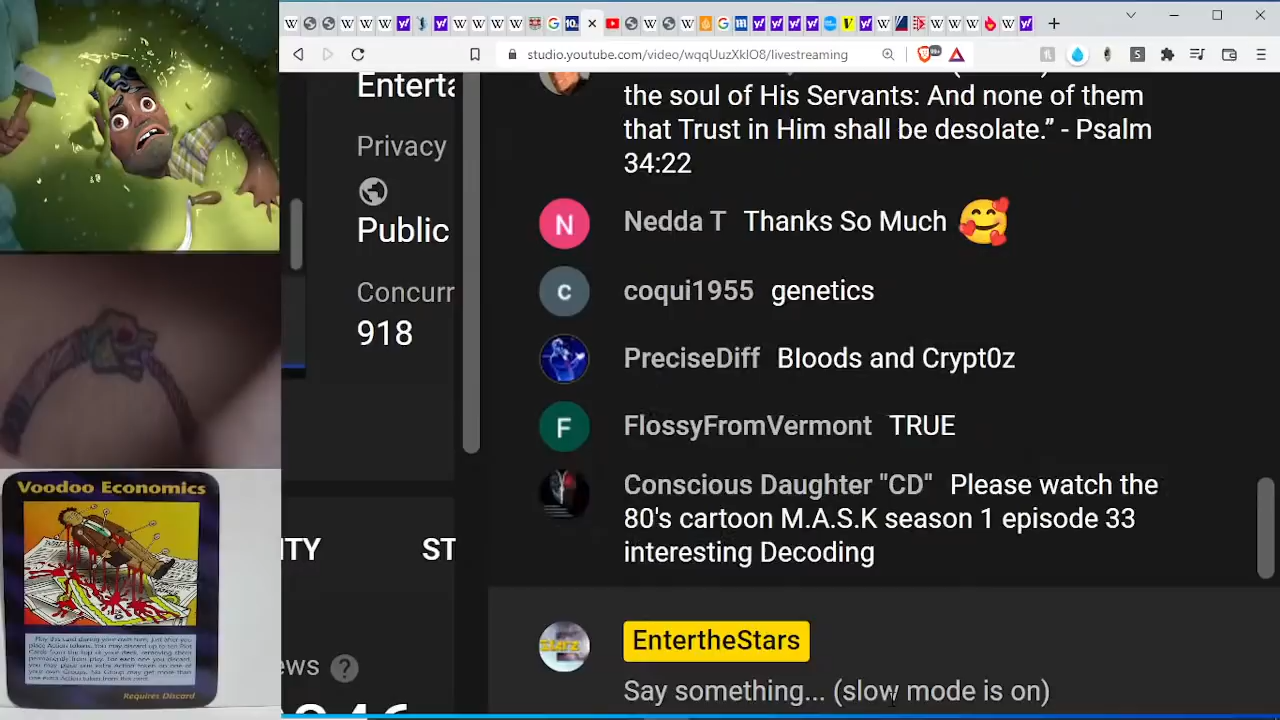 studio.youtube.com/video/wqqUuzXklO8/livestreaming
Enterta
Privacy
Public
Concurr
918
ITY
ST
ews
the soul of His Servants: And none of them
that Trust in Him shall be desolate.” - Psalm
34:22
N
Nedda T Thanks So Much
c
coqui1955 genetics
PreciseDiff Bloods and Crypt0z
F
FlossyFromVermont TRUE
Conscious Daughter "CD" Please watch the
80's cartoon M.A.S.K season 1 episode 33
interesting Decoding
EntertheStars
Say something... (slow mode is on)
Voodoo Economics
Requires Discard